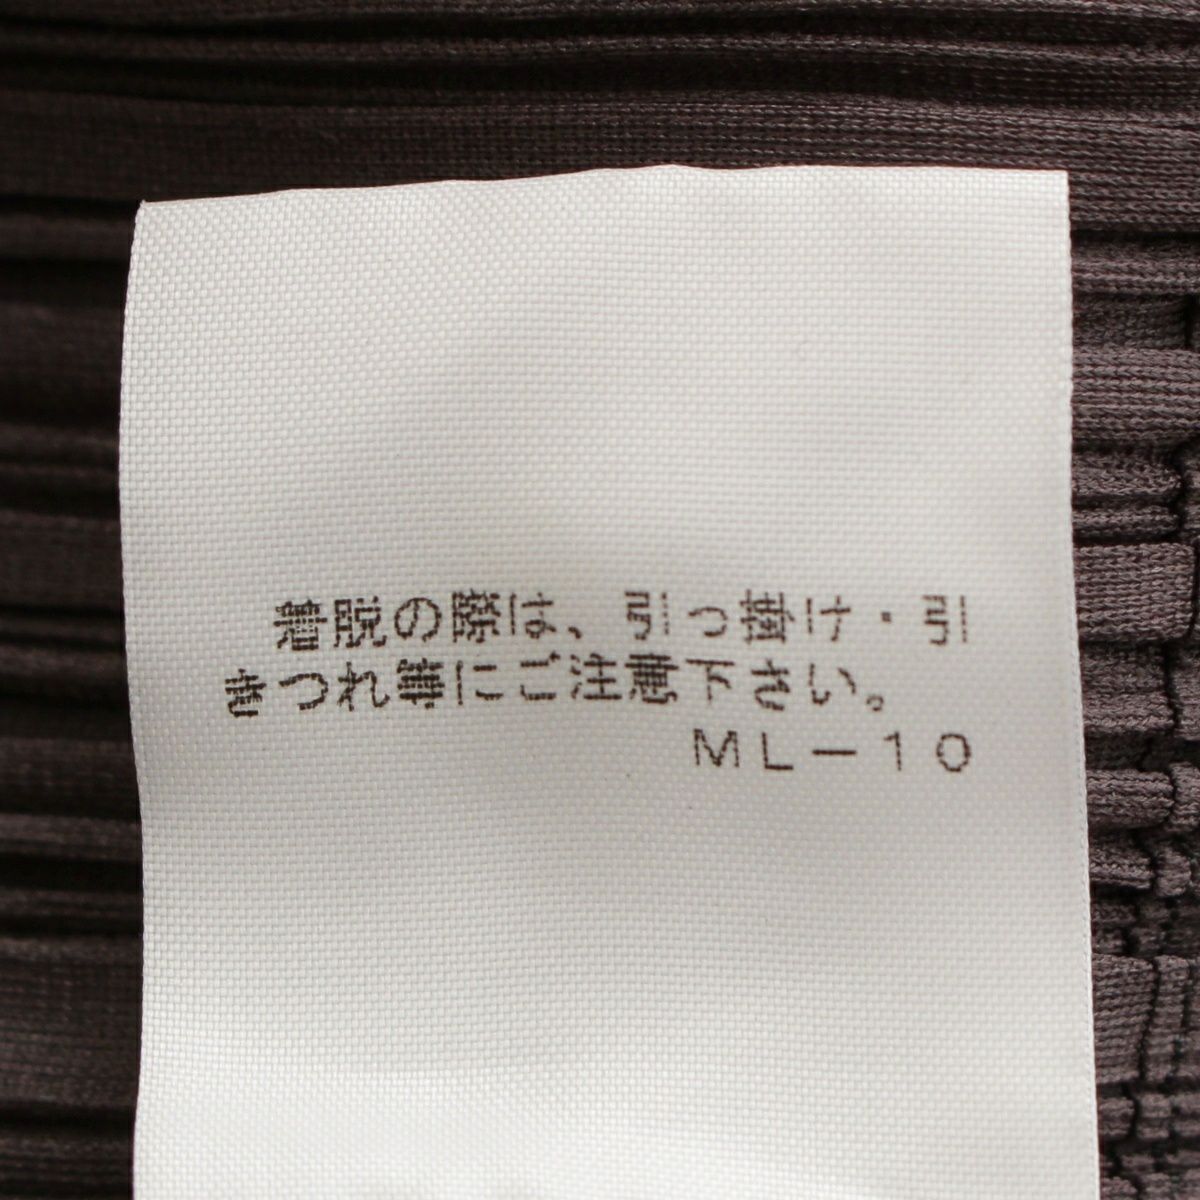 着脱の際は、引っ掛け・引
きつれ等にご注意下さい。
ML－10